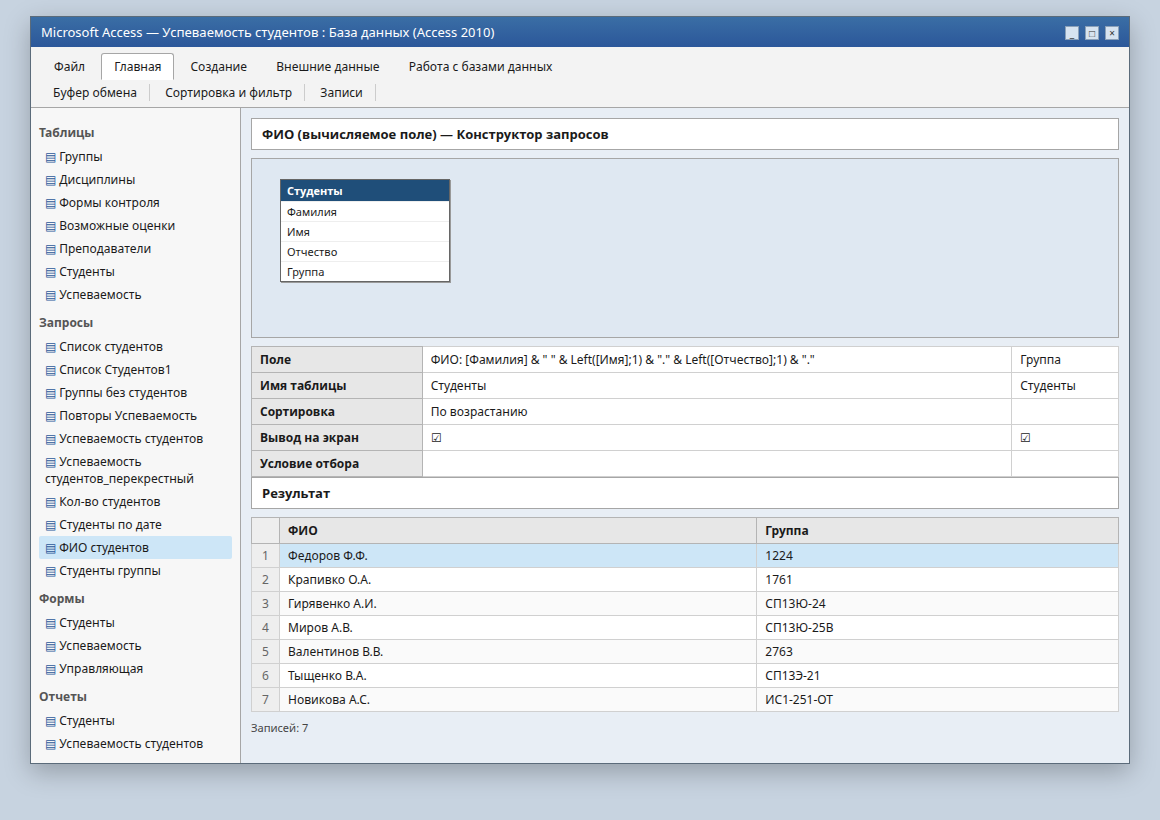 Microsoft Access — Успеваемость студентов : База данных (Access 2010)
Файл Главная Создание Внешние данные Работа с базами данных
Буфер обмена Сортировка и фильтр Записи
Таблицы
Группы
Дисциплины
Формы контроля
Возможные оценки
Преподаватели
Студенты
Успеваемость
Запросы
Список студентов
Список Студентов1
Группы без студентов
Повторы Успеваемость
Успеваемость студентов
Успеваемость
студентов_перекрестный
Кол-во студентов
Студенты по дате
ФИО студентов
Студенты группы
Формы
Студенты
Успеваемость
Управляющая
Отчеты
Студенты
Успеваемость студентов
ФИО (вычисляемое поле) — Конструктор запросов
Студенты
Фамилия
Имя
Отчество
Группа
Поле ФИО: [Фамилия] & " " & Left([Имя];1) & "." & Left([Отчество];1) & "." Группа
Имя таблицы Студенты Студенты
Сортировка По возрастанию
Вывод на экран ☑ ☑
Условие отбора
Результат
ФИО Группа
1 Федоров Ф.Ф. 1224
2 Крапивко О.А. 1761
3 Гирявенко А.И. СП13Ю-24
4 Миров А.В. СП13Ю-25В
5 Валентинов В.В. 2763
6 Тыщенко В.А. СП13Э-21
7 Новикова А.С. ИС1-251-ОТ
Записей: 7